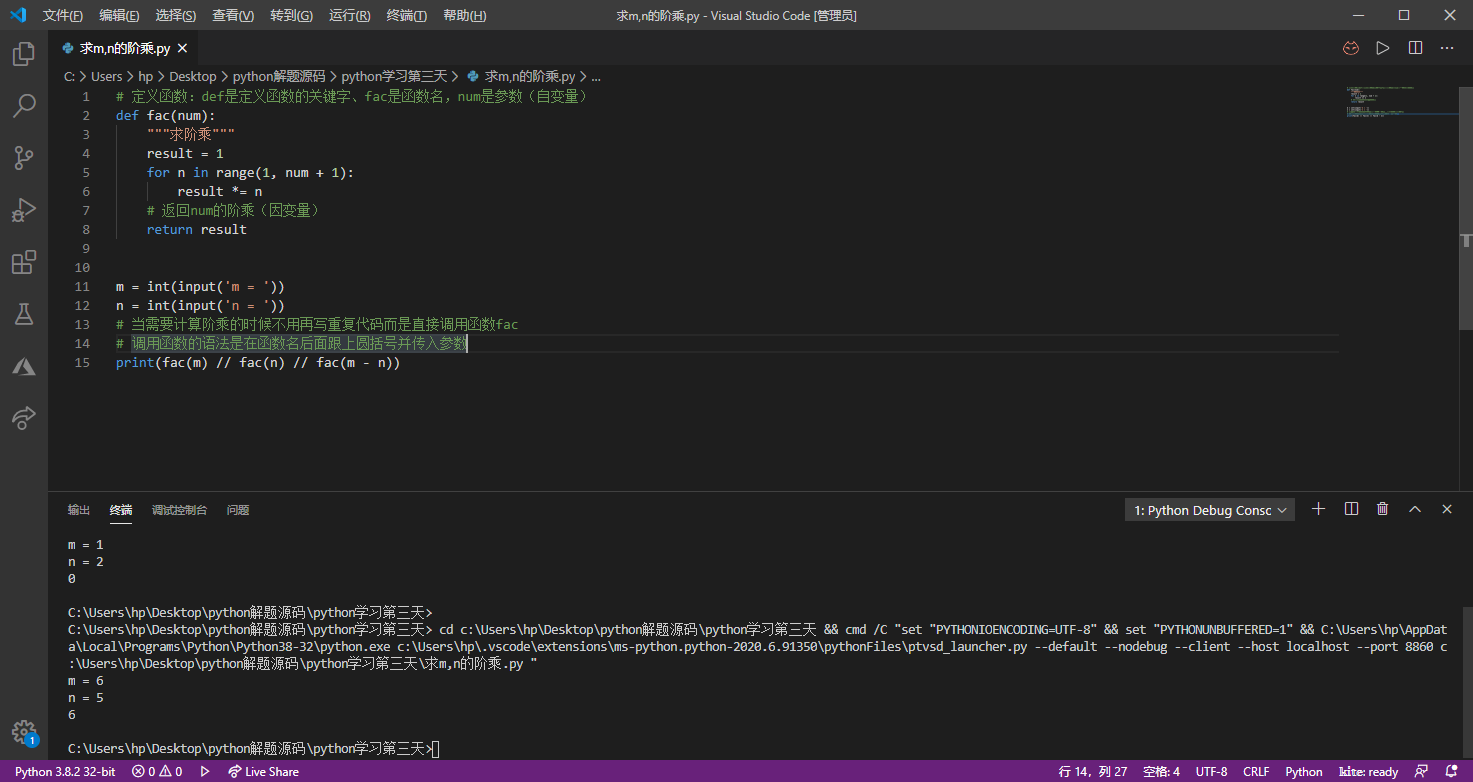 文件(F) 编辑(E) 选择(S) 查看(V) 转到(G) 运行(R) 终端(T) 帮助(H) 求m,n的阶乘.py - Visual Studio Code [管理员]
求m,n的阶乘.py
C: > Users > hp > Desktop > python解题源码 > python学习第三天 > 求m,n的阶乘.py > ...
1 # 定义函数：def是定义函数的关键字、fac是函数名，num是参数（自变量）
2 def fac(num):
3 """求阶乘"""
4 result = 1
5 for n in range(1, num + 1):
6 result *= n
7 # 返回num的阶乘（因变量）
8 return result
9
10
11 m = int(input('m = '))
12 n = int(input('n = '))
13 # 当需要计算阶乘的时候不用再写重复代码而是直接调用函数fac
14 # 调用函数的语法是在函数名后面跟上圆括号并传入参数
15 print(fac(m) // fac(n) // fac(m - n))
输出 终端 调试控制台 问题 1: Python Debug Consc
m = 1
n = 2
0
C:\Users\hp\Desktop\python解题源码\python学习第三天>
C:\Users\hp\Desktop\python解题源码\python学习第三天> cd c:\Users\hp\Desktop\python解题源码\python学习第三天 && cmd /C "set "PYTHONIOENCODING=UTF-8" && set "PYTHONUNBUFFERED=1" && C:\Users\hp\AppDat
a\Local\Programs\Python\Python38-32\python.exe c:\Users\hp\.vscode\extensions\ms-python.python-2020.6.91350\pythonFiles\ptvsd_launcher.py --default --nodebug --client --host localhost --port 8860 c
:\Users\hp\Desktop\python解题源码\python学习第三天\求m,n的阶乘.py "
m = 6
n = 5
6
C:\Users\hp\Desktop\python解题源码\python学习第三天>
1
Python 3.8.2 32-bit 0 0 Live Share 行 14，列 27 空格: 4 UTF-8 CRLF Python kite: ready